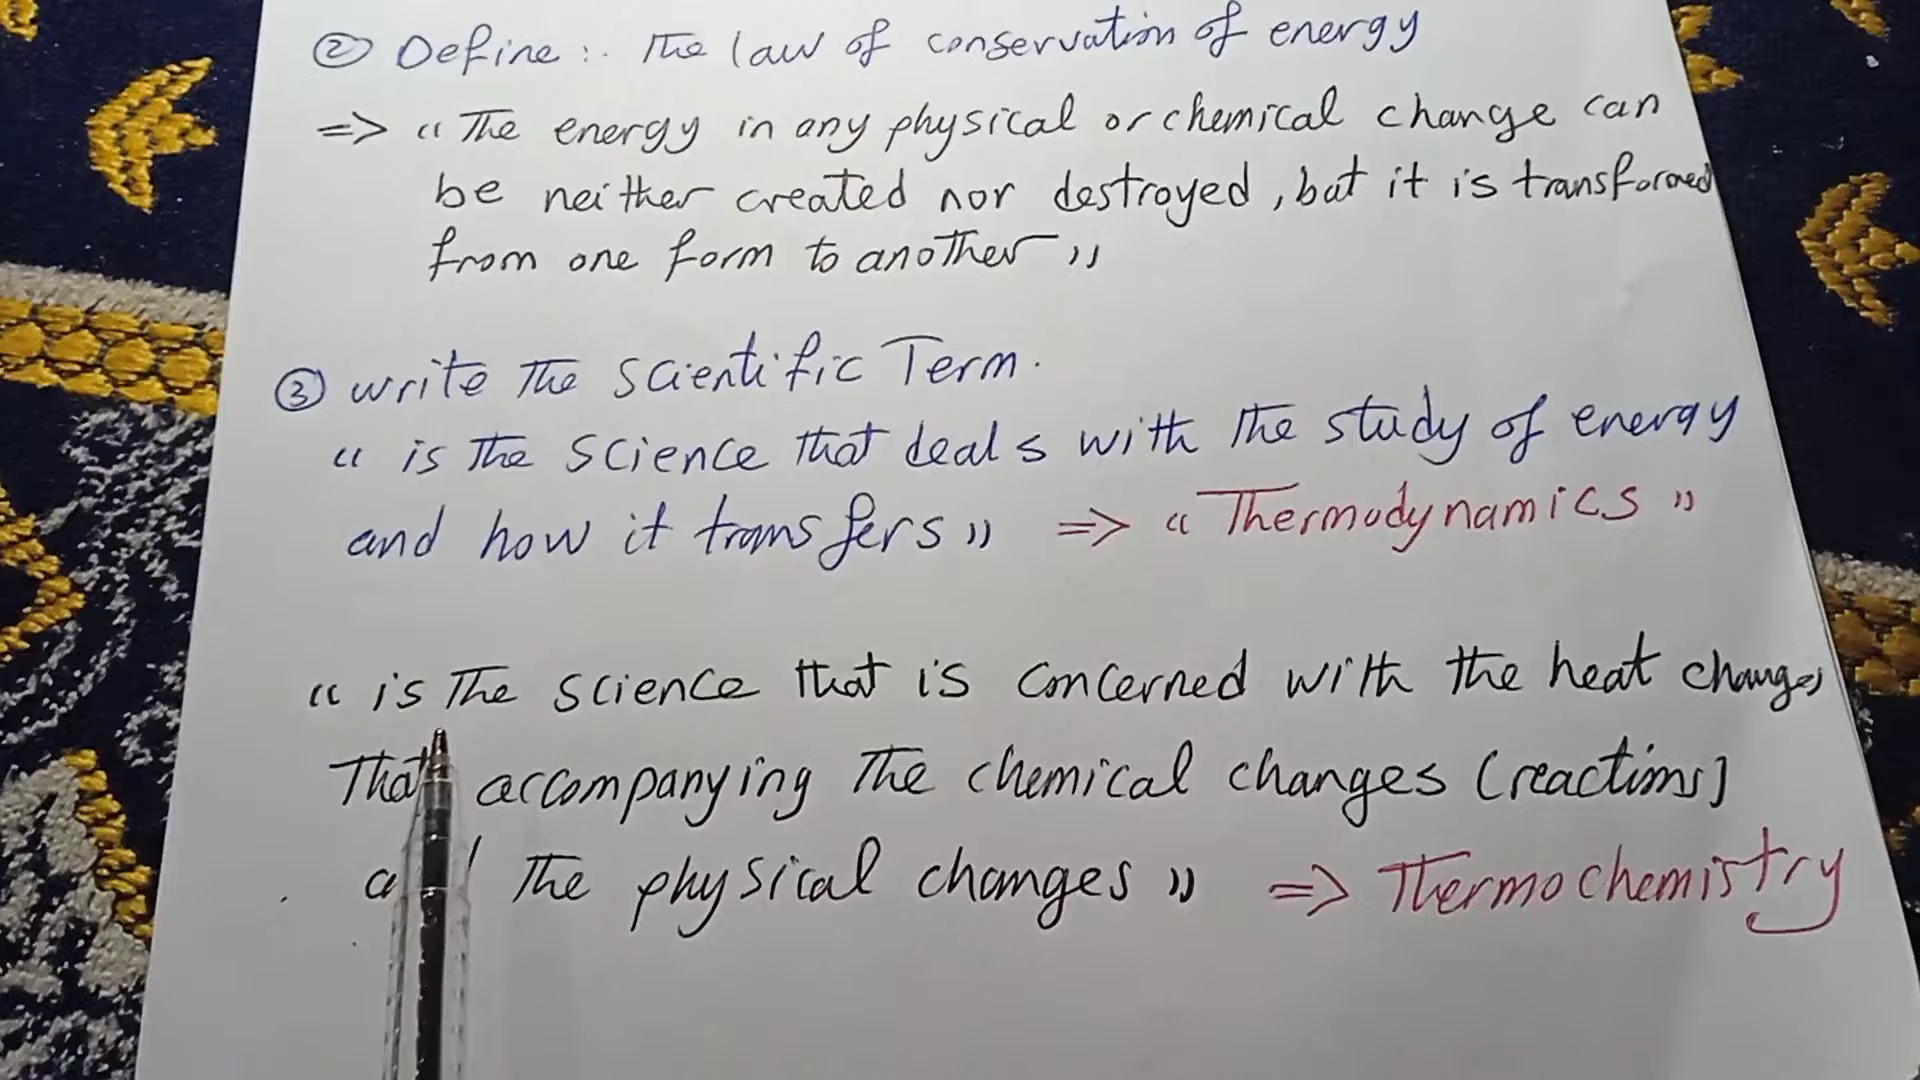 ② Define :. The law of conservation of energy
=> "The energy in any physical or chemical change can
be neither created nor destroyed, but it is transformed
from one form to another"
③ write The scientific Term.
" is The science that deals with the study of energy
and how it transfers" => "Thermodynamics"
" is The science that is concerned with the heat changes
That accompanying The chemical changes (reactions)
The physical changes" => Thermochemistry